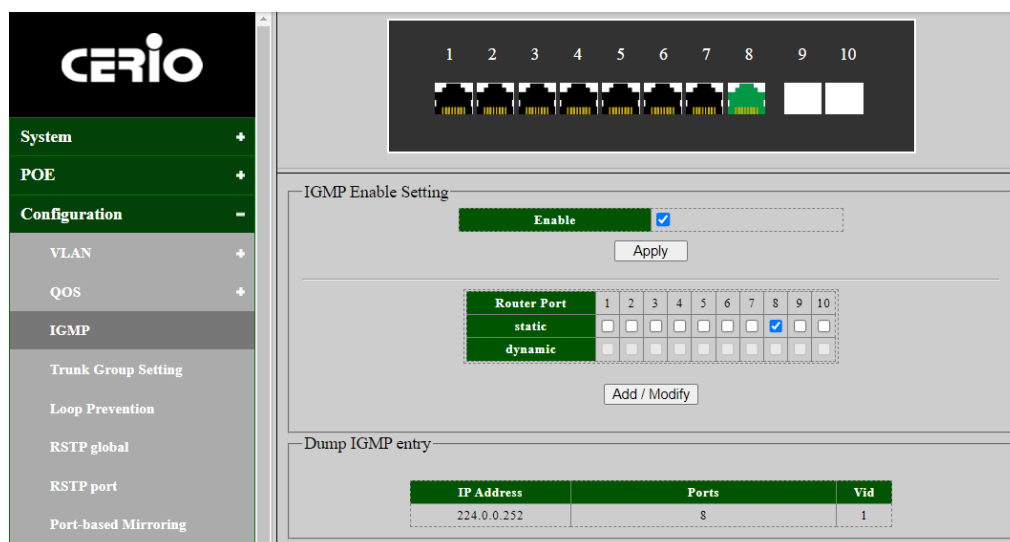 CERIO
System +
POE +
Configuration -
VLAN +
QOS +
IGMP
Trunk Group Setting
Loop Prevention
RSTP global
RSTP port
Port-based Mirroring
1 2 3 4 5 6 7 8 9 10
IGMP Enable Setting
Enable
Apply
Router Port 1 2 3 4 5 6 7 8 9 10
static
dynamic
Add / Modify
Dump IGMP entry
IP Address Ports Vid
224.0.0.252 8 1